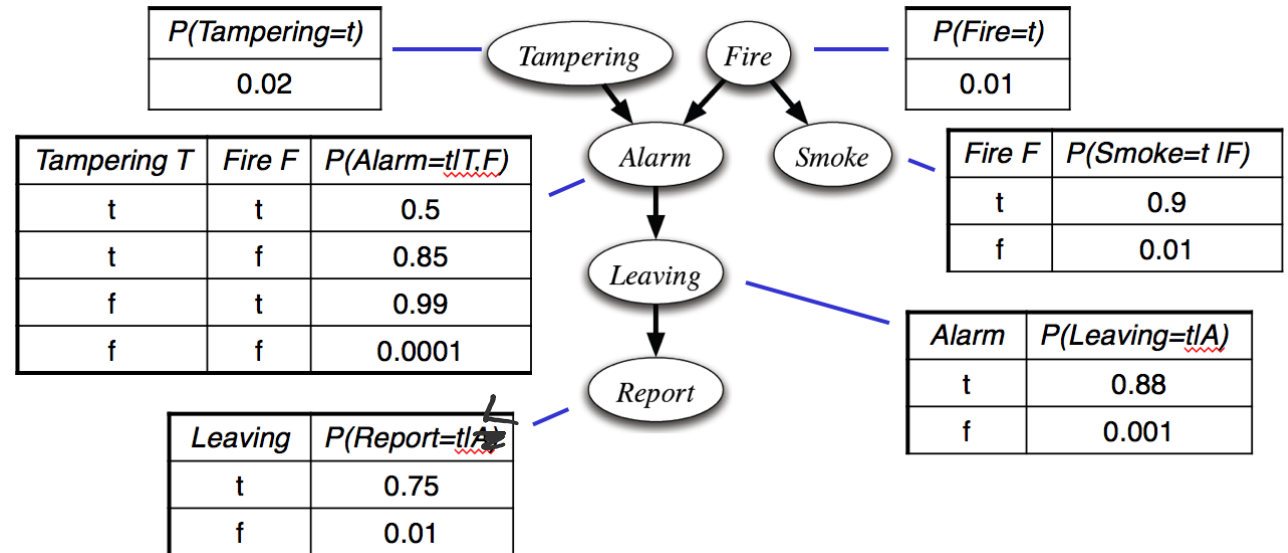 P(Tampering=t)
0.02
Tampering
Fire
P(Fire=t)
0.01
Tampering T Fire F P(Alarm=t|T,F)
t t 0.5
t f 0.85
f t 0.99
f f 0.0001
Alarm
Smoke
Fire F P(Smoke=t |F)
t 0.9
f 0.01
Leaving
Alarm P(Leaving=t|A)
t 0.88
f 0.001
Report
Leaving P(Report=t|L)
t 0.75
f 0.01